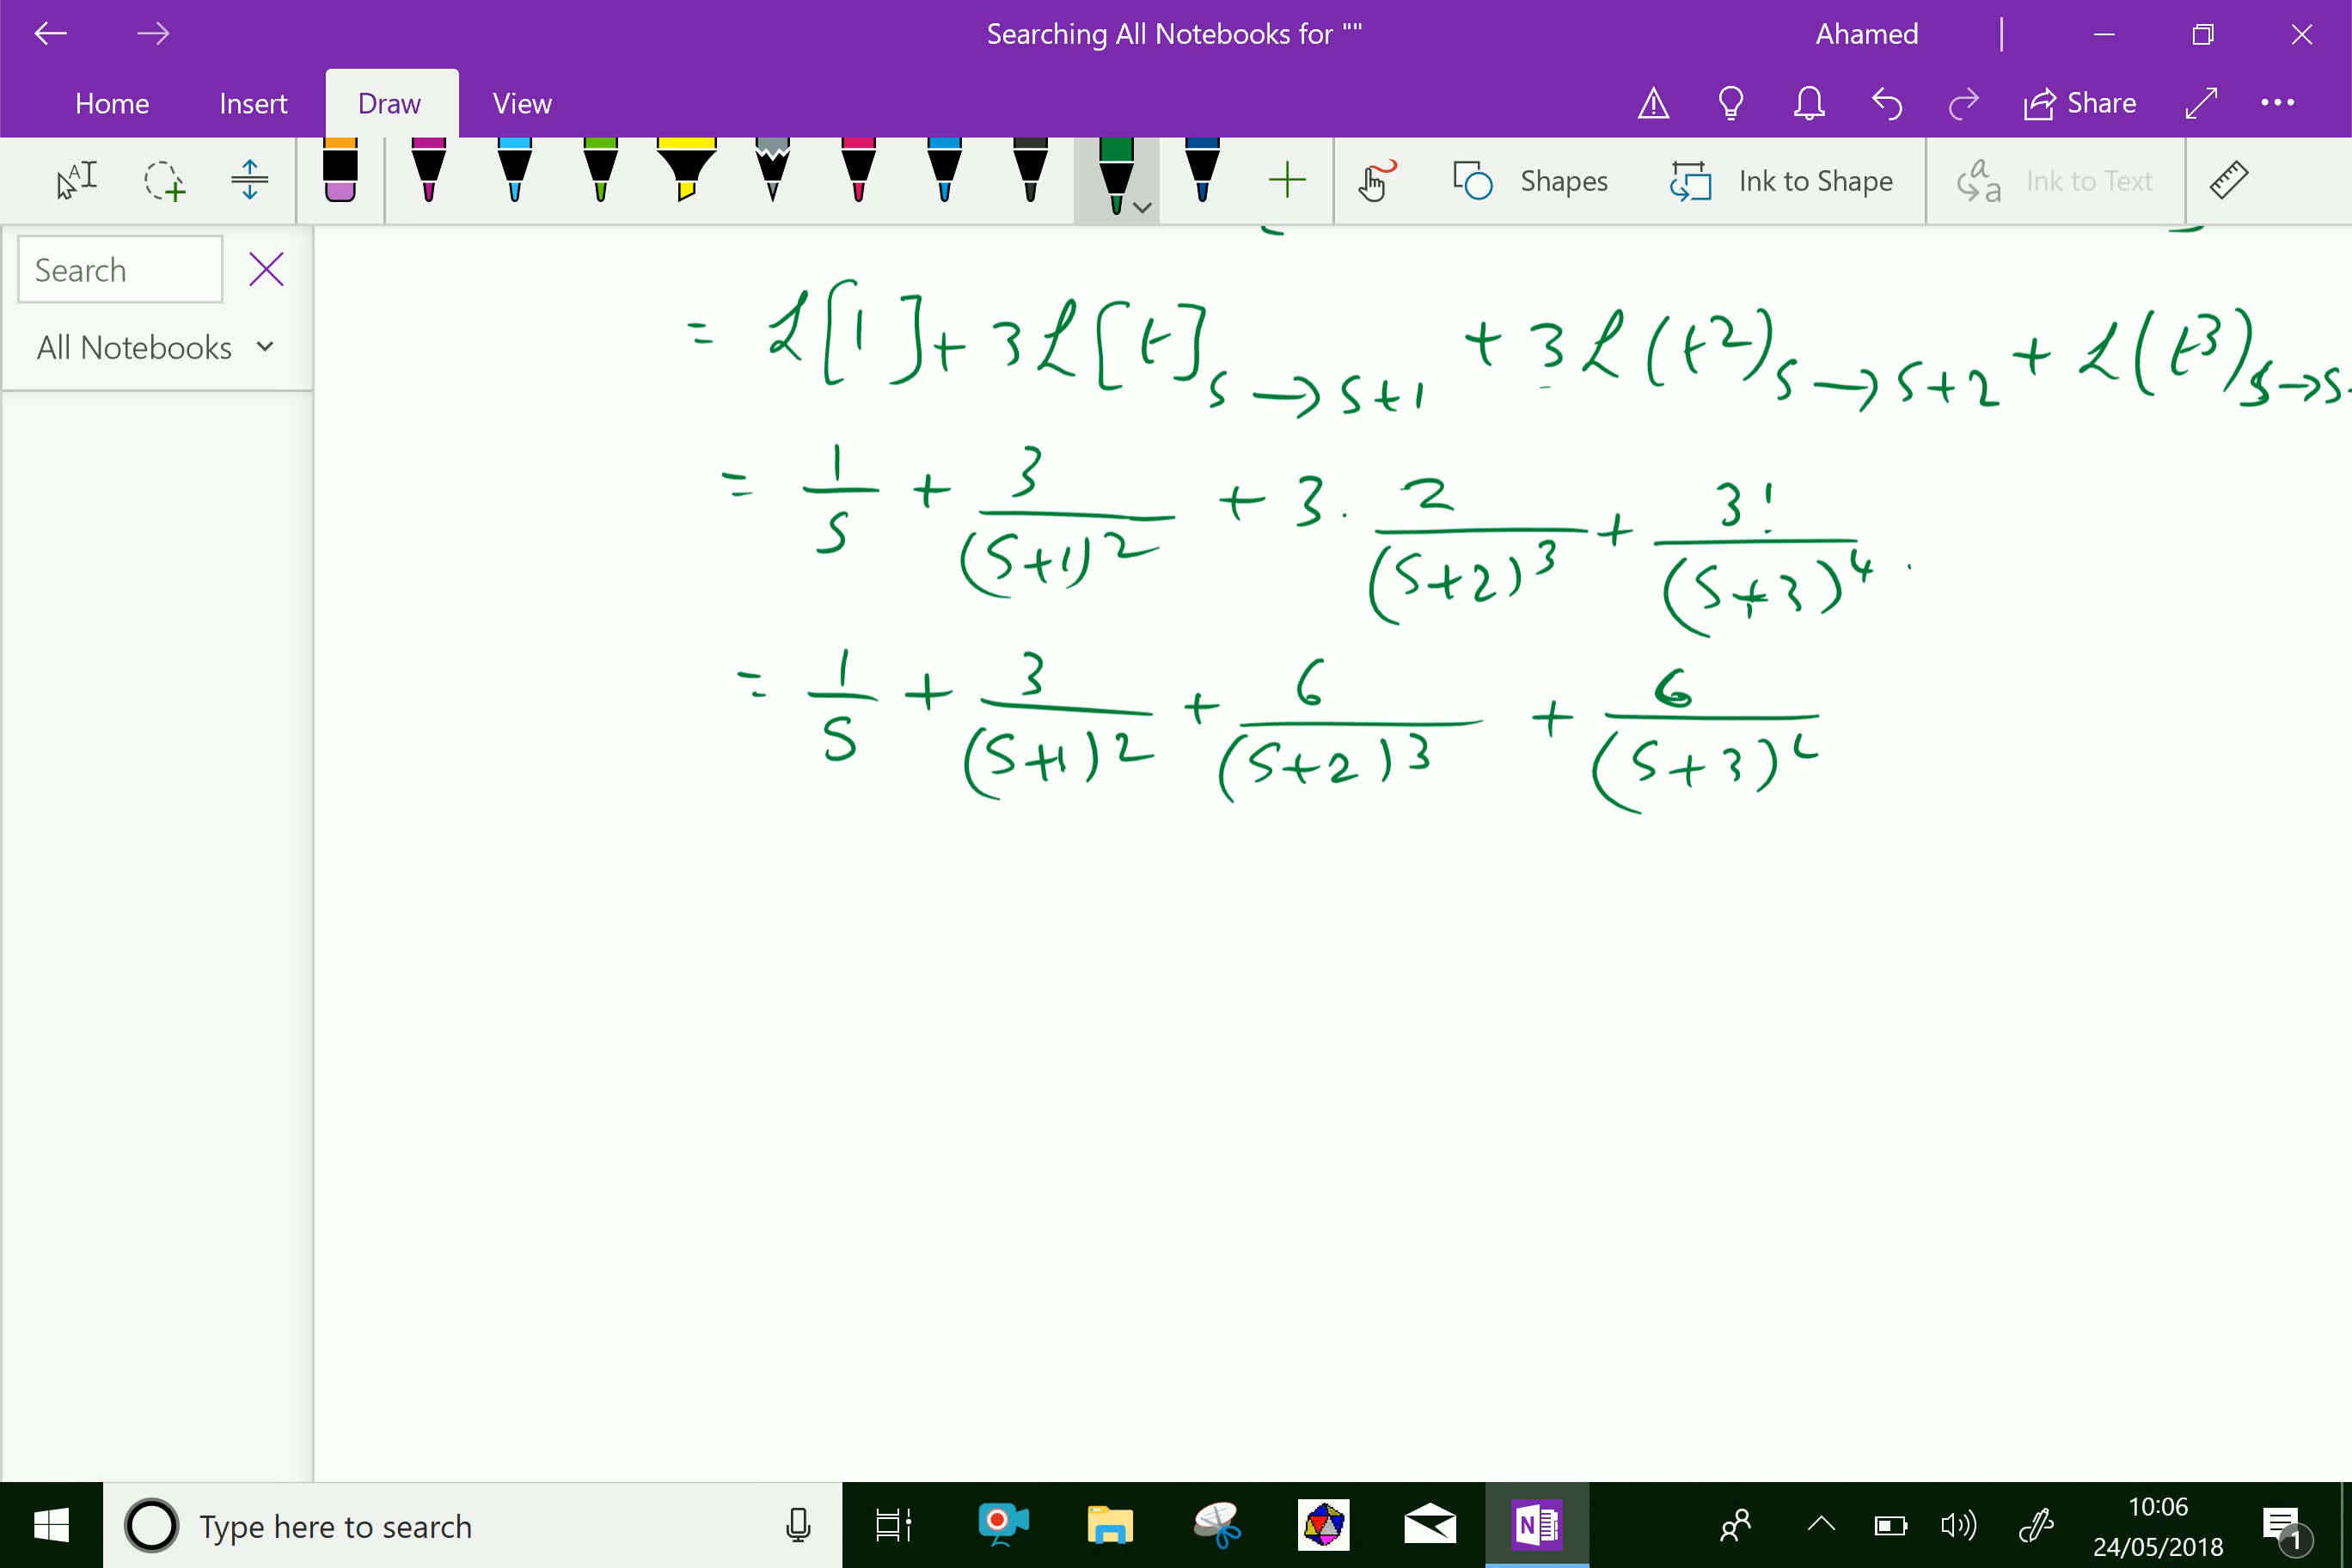 Searching All Notebooks for ""
Ahamed
Home Insert Draw View
Share
Shapes Ink to Shape Ink to Text
Search
All Notebooks
= ℒ[1] + 3ℒ[t]ₛ→ₛ+₁ + 3ℒ(t²)ₛ→ₛ+₂ + ℒ(t³)ₛ→ₛ
= 1/s + 3/(s+1)² + 3 · 2/(s+2)³ + 3!/(s+3)⁴ .
= 1/s + 3/(s+1)² + 6/(s+2)³ + 6/(s+3)⁴
Type here to search
10:06
24/05/2018
1